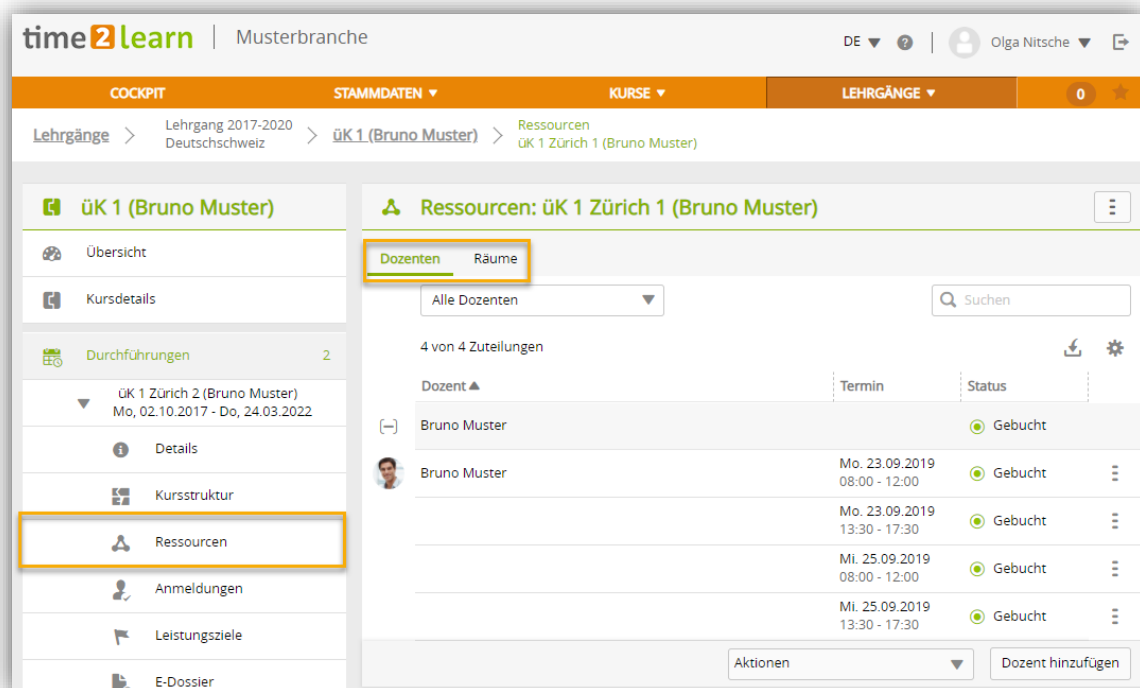 time2learn | Musterbranche
DE
Olga Nitsche
COCKPIT
STAMMDATEN
KURSE
LEHRGÄNGE
0
Lehrgänge
Lehrgang 2017-2020
Deutschschweiz
üK 1 (Bruno Muster)
Ressourcen
üK 1 Zürich 1 (Bruno Muster)
üK 1 (Bruno Muster)
Übersicht
Kursdetails
Durchführungen 2
üK 1 Zürich 2 (Bruno Muster)
Mo, 02.10.2017 - Do, 24.03.2022
Details
Kursstruktur
Ressourcen
Anmeldungen
Leistungsziele
E-Dossier
Ressourcen: üK 1 Zürich 1 (Bruno Muster)
Dozenten Räume
Alle Dozenten
Suchen
4 von 4 Zuteilungen
Dozent Termin Status
Bruno Muster Gebucht
Bruno Muster
Mo. 23.09.2019
08:00 - 12:00
Gebucht
Mo. 23.09.2019
13:30 - 17:30
Gebucht
Mi. 25.09.2019
08:00 - 12:00
Gebucht
Mi. 25.09.2019
13:30 - 17:30
Gebucht
Aktionen
Dozent hinzufügen